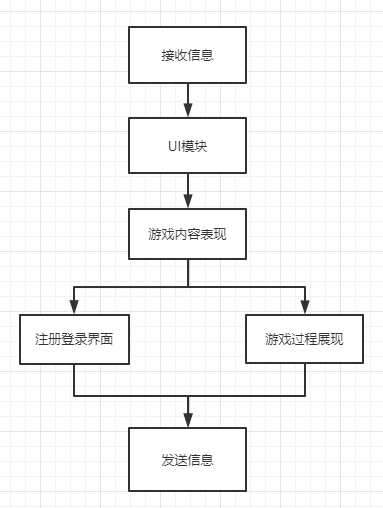 接收信息
UI模块
游戏内容表现
注册登录界面
游戏过程展现
发送信息